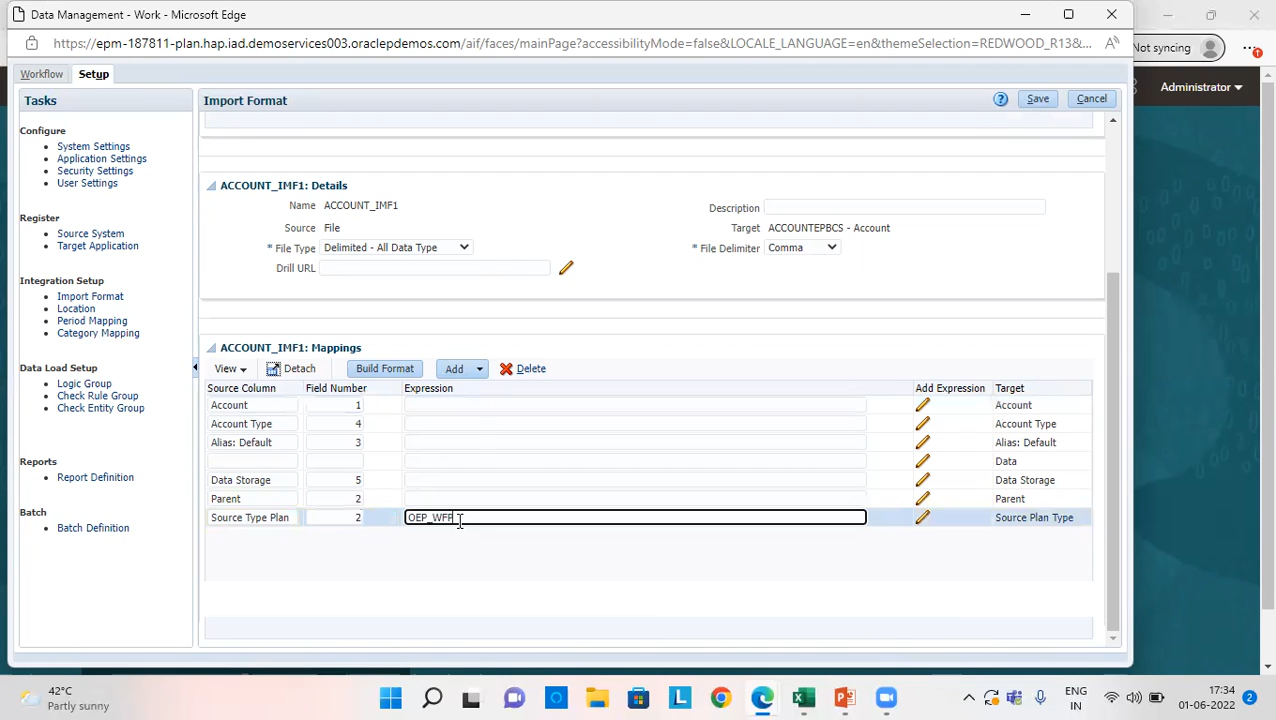 Data Management - Work - Microsoft Edge
https://epm-187811-plan.hap.iad.demoservices003.oraclepdemos.com/aif/faces/mainPage?accessibilityMode=false&LOCALE_LANGUAGE=en&themeSelection=REDWOOD_R13&...
Not syncing
Workflow Setup
Administrator
Tasks
Import Format
Save Cancel
Configure
System Settings
Application Settings
Security Settings
User Settings
Register
Source System
Target Application
Integration Setup
Import Format
Location
Period Mapping
Category Mapping
Data Load Setup
Logic Group
Check Rule Group
Check Entity Group
Reports
Report Definition
Batch
Batch Definition
ACCOUNT_IMF1: Details
Name ACCOUNT_IMF1 Description
Source File Target ACCOUNTEPBCS - Account
* File Type Delimited - All Data Type * File Delimiter Comma
Drill URL
ACCOUNT_IMF1: Mappings
View Detach Build Format Add Delete
Source Column Field Number Expression Add Expression Target
Account 1 Account
Account Type 4 Account Type
Alias: Default 3 Alias: Default
Data
Data Storage 5 Data Storage
Parent 2 Parent
Source Type Plan 2 OEP_WFP Source Plan Type
42°C
Partly sunny
ENG
IN
17:34
01-06-2022
2